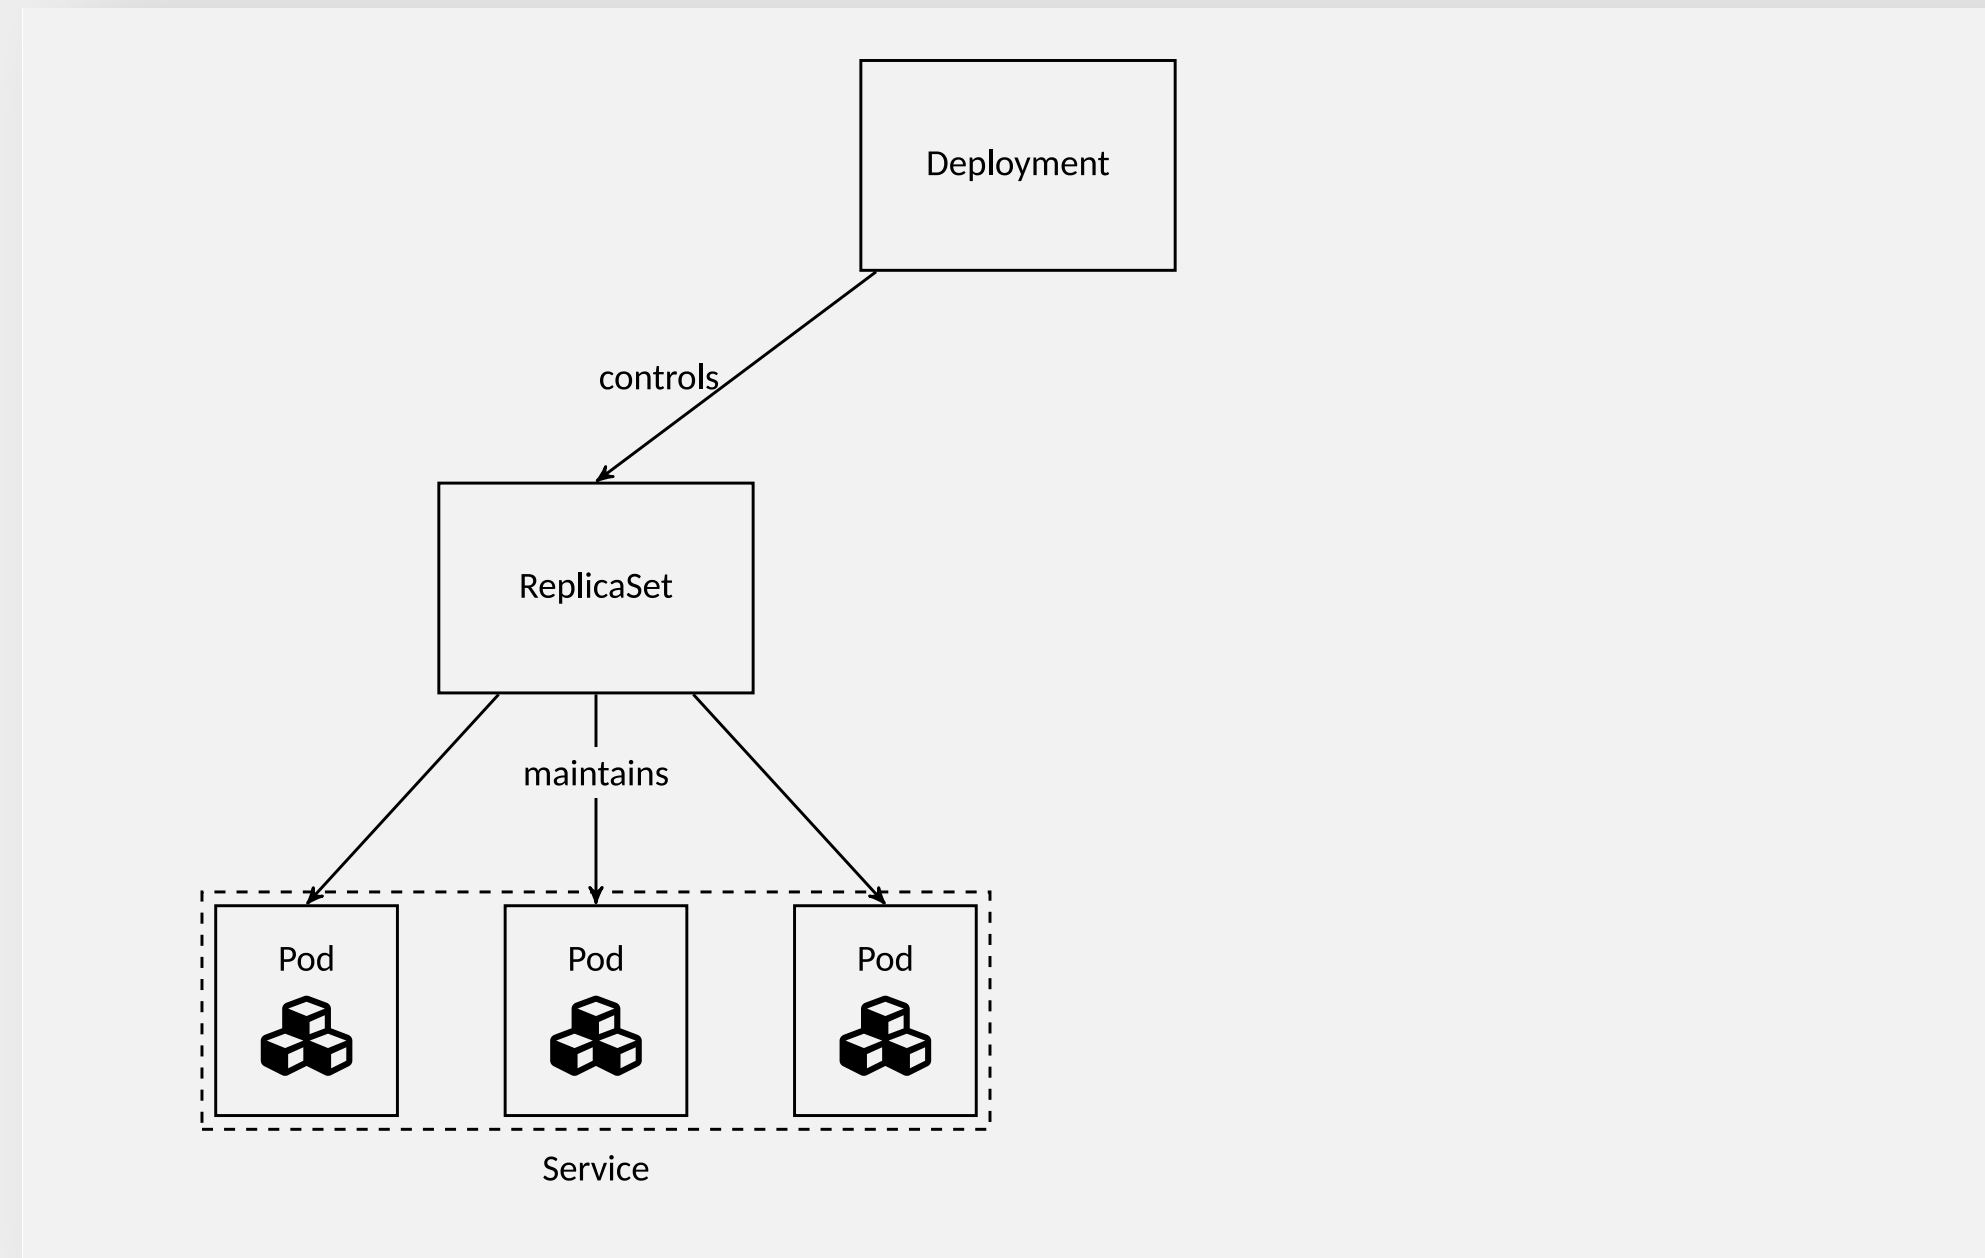 Deployment
controls
ReplicaSet
maintains
Pod
Pod
Pod
Service